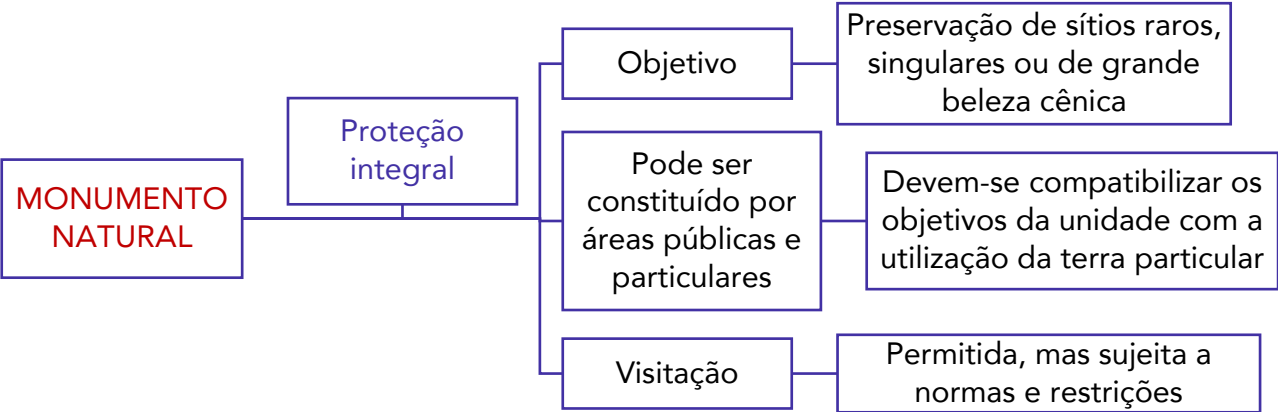 MONUMENTO
NATURAL
Proteção
integral
Objetivo
Preservação de sítios raros,
singulares ou de grande
beleza cênica
Pode ser
constituído por
áreas públicas e
particulares
Devem-se compatibilizar os
objetivos da unidade com a
utilização da terra particular
Visitação
Permitida, mas sujeita a
normas e restrições